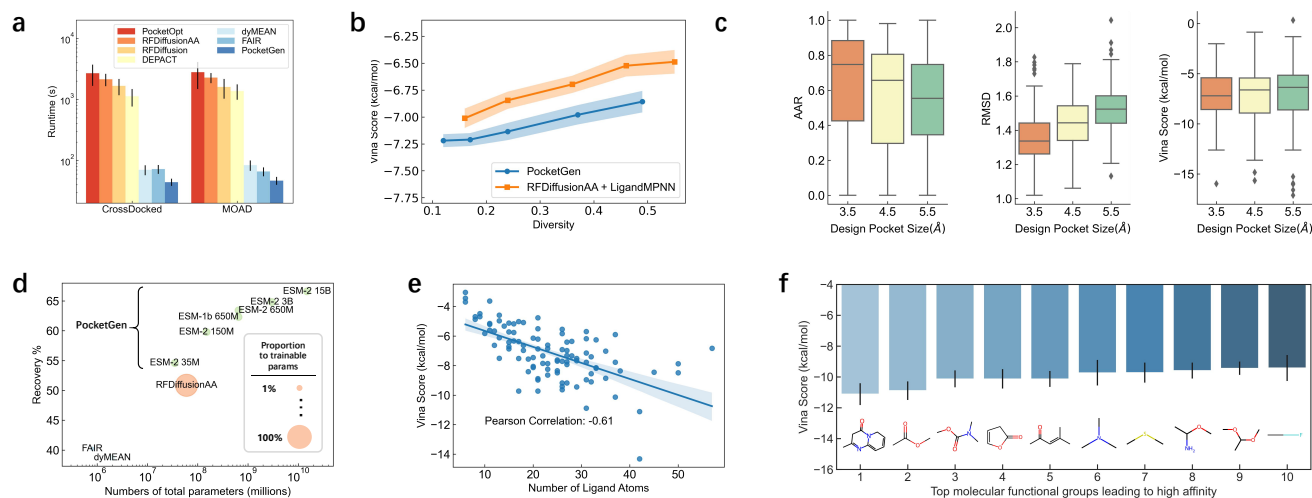 a
PocketOpt
RFDiffusionAA
RFDiffusion
DEPACT
dyMEAN
FAIR
PocketGen
10⁴
10³
10²
Runtime (s)
CrossDocked
MOAD
b
−6.25
−6.50
−6.75
−7.00
−7.25
−7.50
−7.75
Vina Score (kcal/mol)
PocketGen
RFDiffusionAA + LigandMPNN
0.1
0.2
0.3
0.4
0.5
Diversity
c
1.0
0.8
0.6
0.4
0.2
0.0
AAR
3.5
4.5
5.5
Design Pocket Size(Å)
2.0
1.8
1.6
1.4
1.2
1.0
RMSD
3.5
4.5
5.5
Design Pocket Size(Å)
0
−5
−10
−15
Vina Score (kcal/mol)
3.5
4.5
5.5
Design Pocket Size(Å)
d
65
60
55
50
45
40
Recovery %
PocketGen
ESM-2 15B
ESM-2 3B
ESM-2 650M
ESM-1b 650M
ESM-2 150M
ESM-2 35M
RFDiffusionAA
FAIR
dyMEAN
Proportion
to trainable
params
1%
100%
10⁶
10⁷
10⁸
10⁹
10¹⁰
Numbers of total parameters (millions)
e
−4
−6
−8
−10
−12
−14
Vina Score (kcal/mol)
Pearson Correlation: -0.61
10
20
30
40
50
Number of Ligand Atoms
f
−4
−6
−8
−10
−12
−14
−16
Vina Score (kcal/mol)
O
N
N
O
O
O
O
N
O
O
O
N
S
O
NH₂
O
O
F
1
2
3
4
5
6
7
8
9
10
Top molecular functional groups leading to high affinity